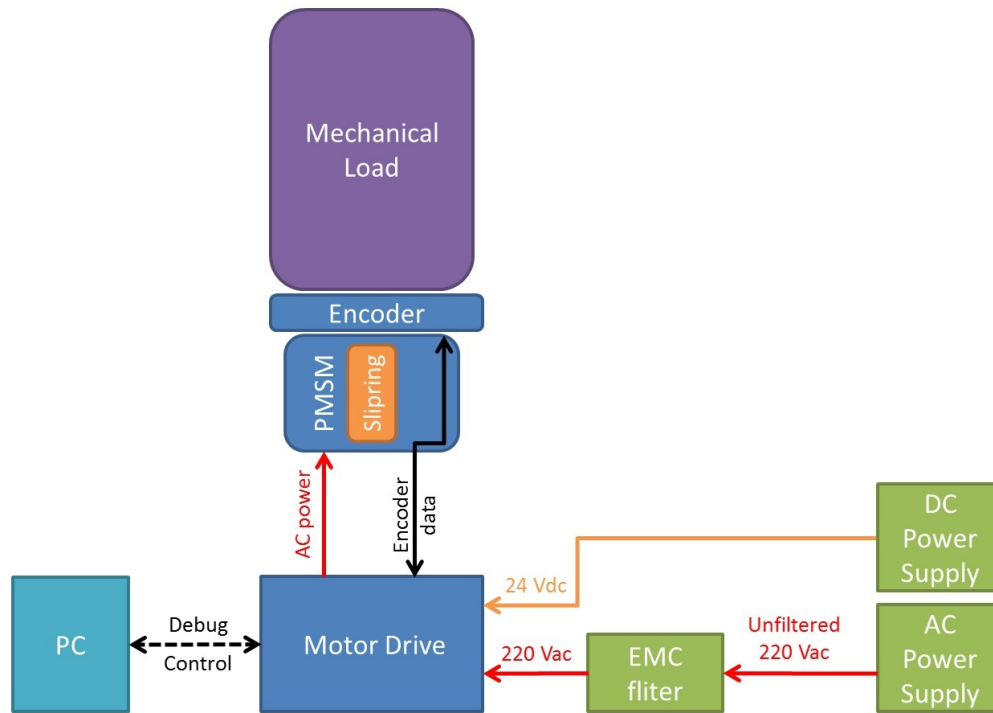 Mechanical
Load
Encoder
PMSM
Slipring
AC power
Encoder
data
DC
Power
Supply
24 Vdc
PC
Debug
Control
Motor Drive
220 Vac
EMC
fliter
Unfiltered
220 Vac
AC
Power
Supply